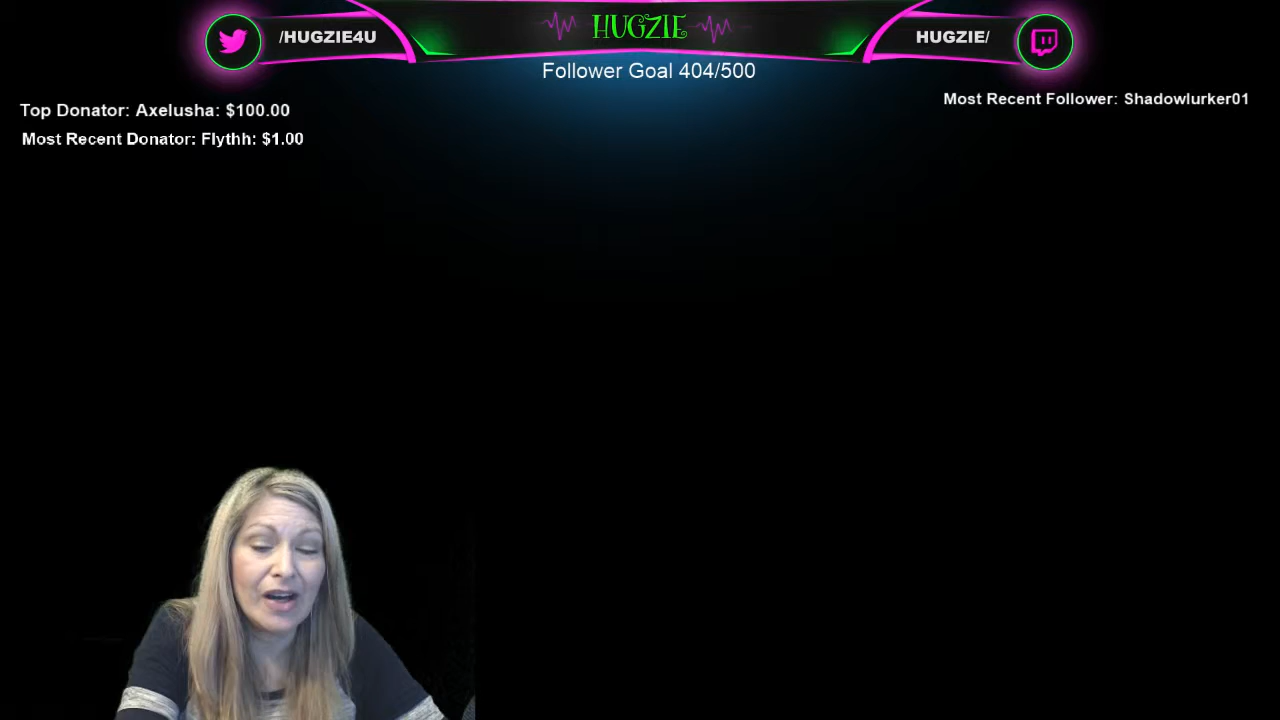 /HUGZIE4U
HUGZIE
HUGZIE/
Follower Goal 404/500
Top Donator: Axelusha: $100.00
Most Recent Follower: Shadowlurker01
Most Recent Donator: Flythh: $1.00